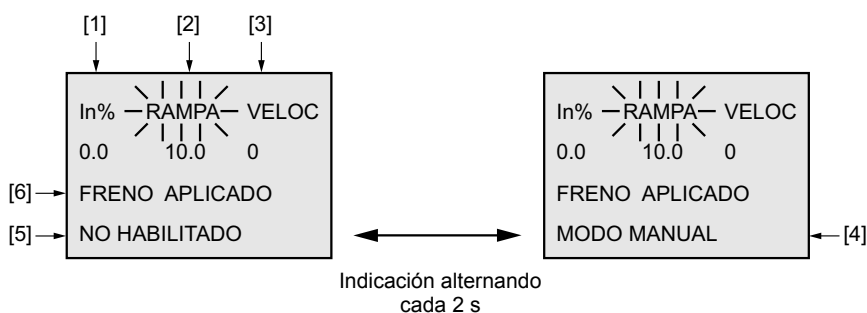 [1] [2] [3]
In% RAMPA VELOC
0.0 10.0 0
[6] FRENO APLICADO
[5] NO HABILITADO
In% RAMPA VELOC
0.0 10.0 0
FRENO APLICADO
MODO MANUAL [4]
Indicación alternando
cada 2 s